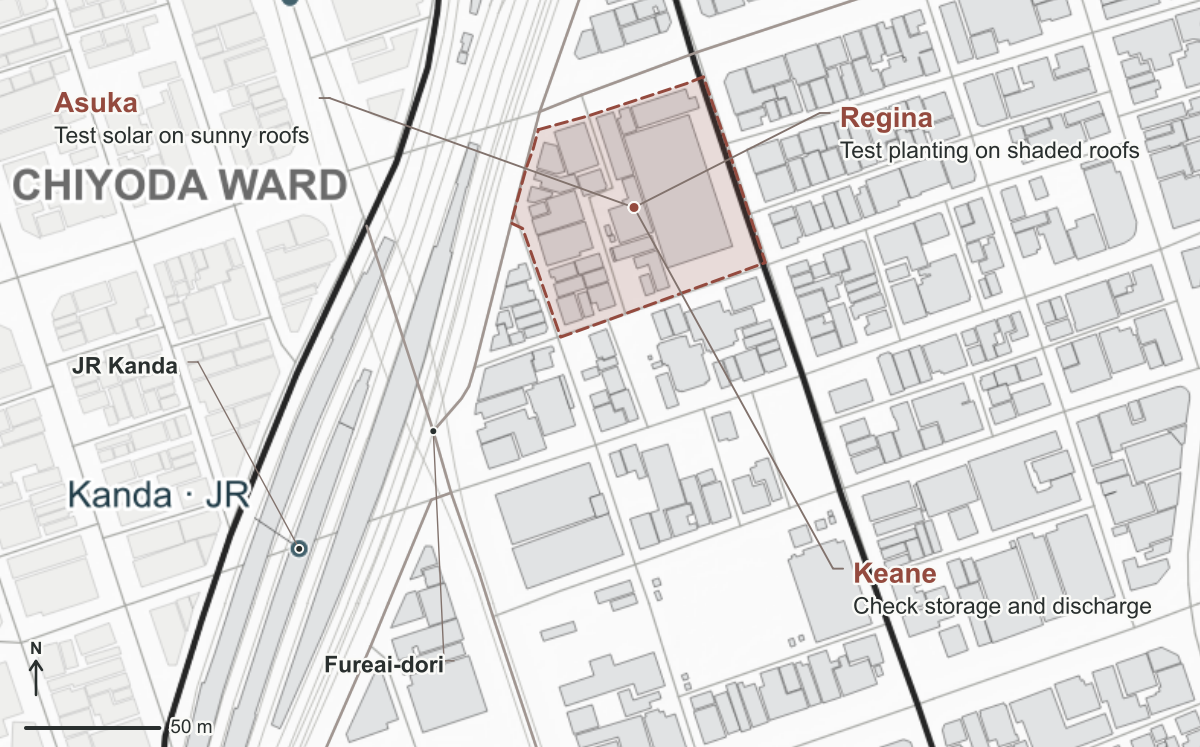 Asuka
Test solar on sunny roofs
Regina
Test planting on shaded roofs
CHIYODA WARD
JR Kanda
Kanda · JR
Keane
Check storage and discharge
Fureai-dori
N
50 m